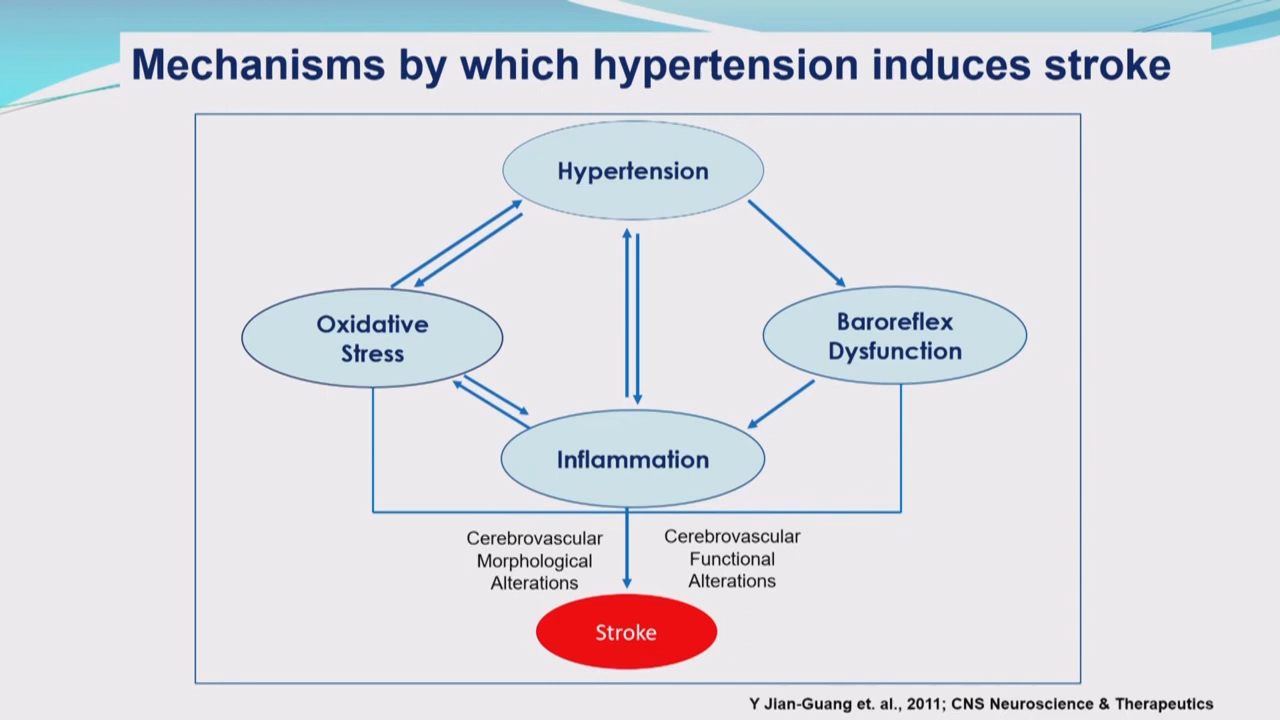 Mechanisms by which hypertension induces stroke
Hypertension
Oxidative
Stress
Baroreflex
Dysfunction
Inflammation
Cerebrovascular
Morphological
Alterations
Cerebrovascular
Functional
Alterations
Stroke
Y Jian-Guang et. al., 2011; CNS Neuroscience & Therapeutics